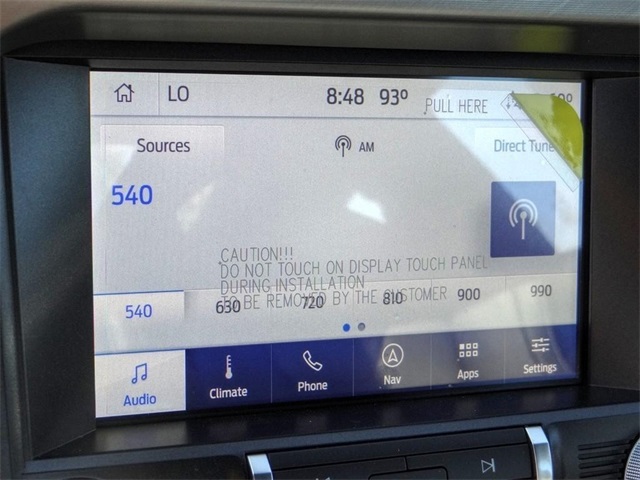 LO 8:48 93º PULL HERE
Sources AM Direct Tune
540
CAUTION!!!
DO NOT TOUCH ON DISPLAY TOUCH PANEL
DURING INSTALLATION
TO BE REMOVED BY THE CUSTOMER
540 630 720 810 900 990
Audio Climate Phone Nav Apps Settings